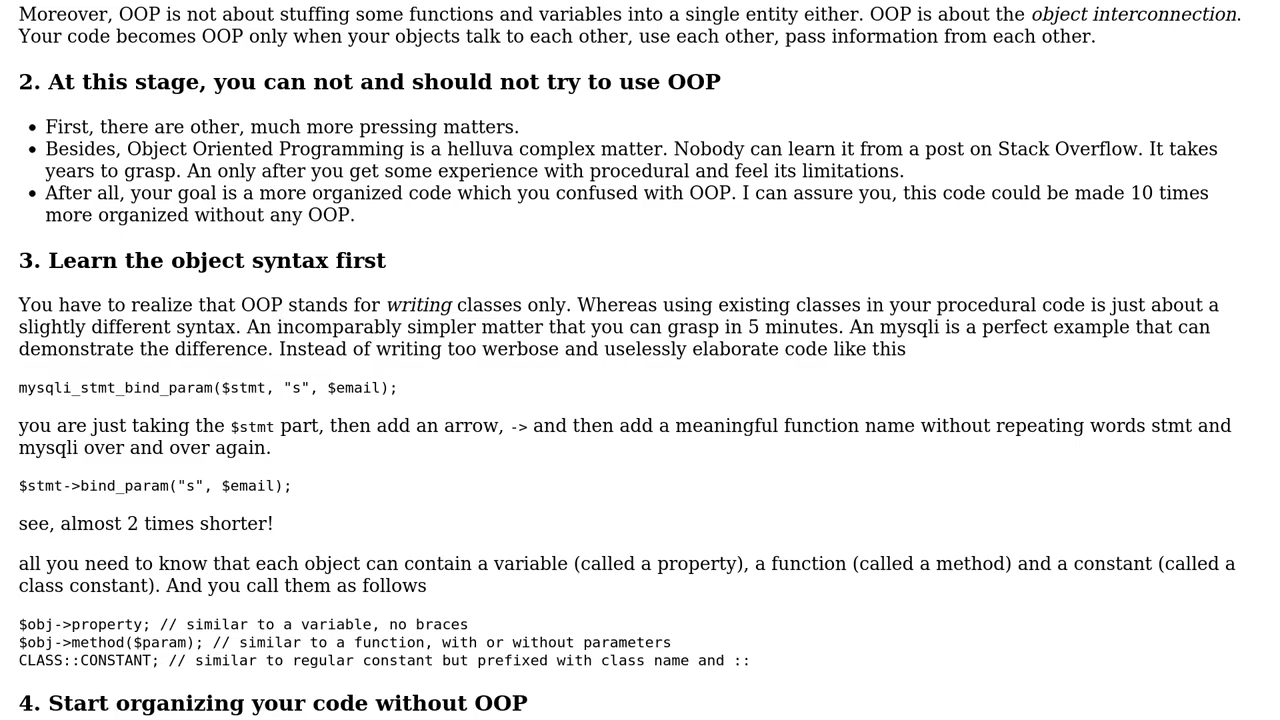 Moreover, OOP is not about stuffing some functions and variables into a single entity either. OOP is about the object interconnection.
Your code becomes OOP only when your objects talk to each other, use each other, pass information from each other.
2. At this stage, you can not and should not try to use OOP
• First, there are other, much more pressing matters.
• Besides, Object Oriented Programming is a helluva complex matter. Nobody can learn it from a post on Stack Overflow. It takes
years to grasp. An only after you get some experience with procedural and feel its limitations.
• After all, your goal is a more organized code which you confused with OOP. I can assure you, this code could be made 10 times
more organized without any OOP.
3. Learn the object syntax first
You have to realize that OOP stands for writing classes only. Whereas using existing classes in your procedural code is just about a
slightly different syntax. An incomparably simpler matter that you can grasp in 5 minutes. An mysqli is a perfect example that can
demonstrate the difference. Instead of writing too werbose and uselessly elaborate code like this
mysqli_stmt_bind_param($stmt, "s", $email);
you are just taking the $stmt part, then add an arrow, -> and then add a meaningful function name without repeating words stmt and
mysqli over and over again.
$stmt->bind_param("s", $email);
see, almost 2 times shorter!
all you need to know that each object can contain a variable (called a property), a function (called a method) and a constant (called a
class constant). And you call them as follows
$obj->property; // similar to a variable, no braces
$obj->method($param); // similar to a function, with or without parameters
CLASS::CONSTANT; // similar to regular constant but prefixed with class name and ::
4. Start organizing your code without OOP